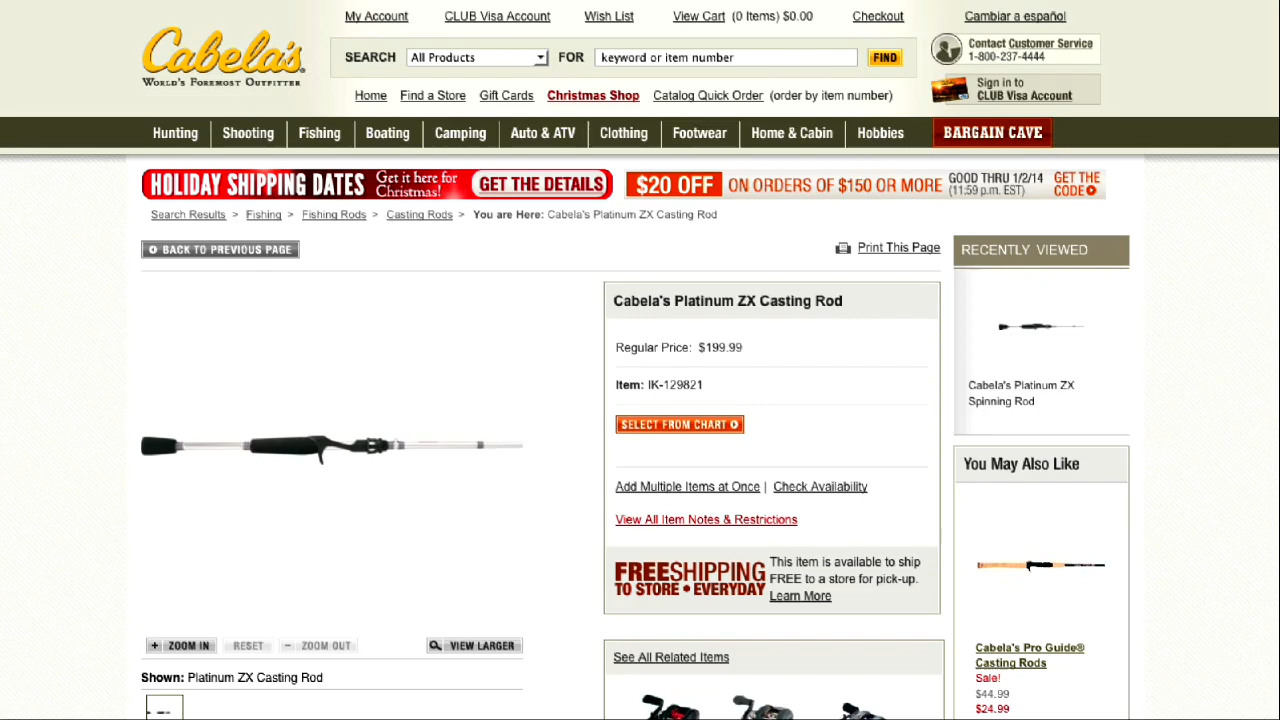 My Account CLUB Visa Account Wish List View Cart (0 Items) $0.00 Checkout Cambiar a español
Cabela's
WORLD'S FOREMOST OUTFITTER
SEARCH All Products FOR keyword or item number FIND
Contact Customer Service
1-800-237-4444
Sign in to
CLUB Visa Account
Home Find a Store Gift Cards Christmas Shop Catalog Quick Order (order by item number)
Hunting Shooting Fishing Boating Camping Auto & ATV Clothing Footwear Home & Cabin Hobbies BARGAIN CAVE
HOLIDAY SHIPPING DATES Get it here for Christmas! GET THE DETAILS
$20 OFF ON ORDERS OF $150 OR MORE GOOD THRU 1/2/14 (11:59 p.m. EST) GET THE CODE
Search Results > Fishing > Fishing Rods > Casting Rods > You are Here: Cabela's Platinum ZX Casting Rod
BACK TO PREVIOUS PAGE
Print This Page
RECENTLY VIEWED
Cabela's Platinum ZX Casting Rod
Regular Price: $199.99
Item: IK-129821
SELECT FROM CHART
Add Multiple Items at Once | Check Availability
View All Item Notes & Restrictions
FREE SHIPPING
TO STORE • EVERYDAY
This item is available to ship
FREE to a store for pick-up.
Learn More
Cabela's Platinum ZX
Spinning Rod
You May Also Like
Cabela's Pro Guide®
Casting Rods
Sale!
$44.99
$24.99
+ ZOOM IN RESET − ZOOM OUT VIEW LARGER
Shown: Platinum ZX Casting Rod
See All Related Items